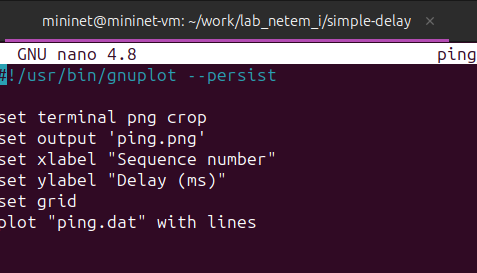 mininet@mininet-vm: ~/work/lab_netem_i/simple-delay ×
GNU nano 4.8 ping
#!/usr/bin/gnuplot --persist
set terminal png crop
set output 'ping.png'
set xlabel "Sequence number"
set ylabel "Delay (ms)"
set grid
plot "ping.dat" with lines